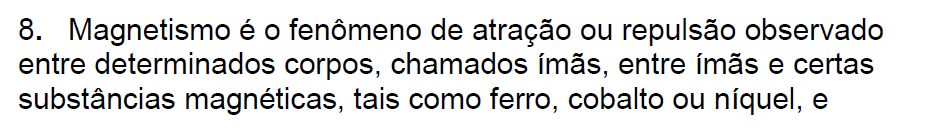 8. Magnetismo é o fenômeno de atração ou repulsão observado
entre determinados corpos, chamados ímãs, entre ímãs e certas
substâncias magnéticas, tais como ferro, cobalto ou níquel, e